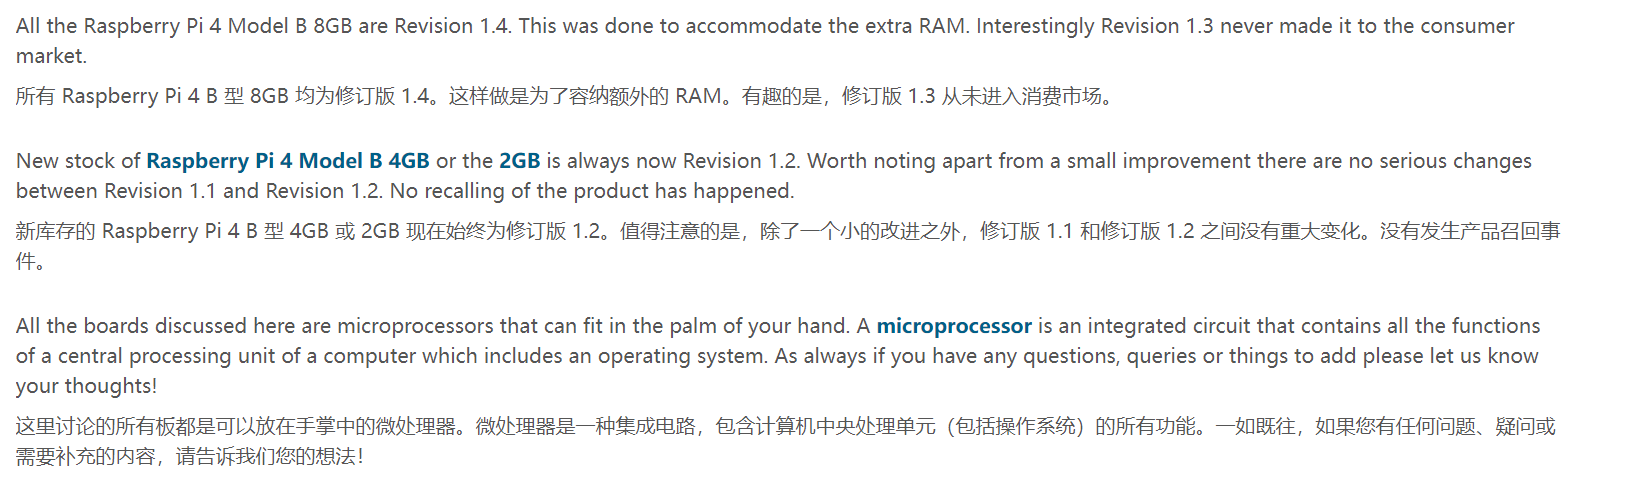 All the Raspberry Pi 4 Model B 8GB are Revision 1.4. This was done to accommodate the extra RAM. Interestingly Revision 1.3 never made it to the consumer
market.
所有 Raspberry Pi 4 B 型 8GB 均为修订版 1.4。这样做是为了容纳额外的 RAM。有趣的是，修订版 1.3 从未进入消费市场。
New stock of Raspberry Pi 4 Model B 4GB or the 2GB is always now Revision 1.2. Worth noting apart from a small improvement there are no serious changes
between Revision 1.1 and Revision 1.2. No recalling of the product has happened.
新库存的 Raspberry Pi 4 B 型 4GB 或 2GB 现在始终为修订版 1.2。值得注意的是，除了一个小的改进之外，修订版 1.1 和修订版 1.2 之间没有重大变化。没有发生产品召回事
件。
All the boards discussed here are microprocessors that can fit in the palm of your hand. A microprocessor is an integrated circuit that contains all the functions
of a central processing unit of a computer which includes an operating system. As always if you have any questions, queries or things to add please let us know
your thoughts!
这里讨论的所有板都是可以放在手掌中的微处理器。微处理器是一种集成电路，包含计算机中央处理单元（包括操作系统）的所有功能。一如既往，如果您有任何问题、疑问或
需要补充的内容，请告诉我们您的想法！